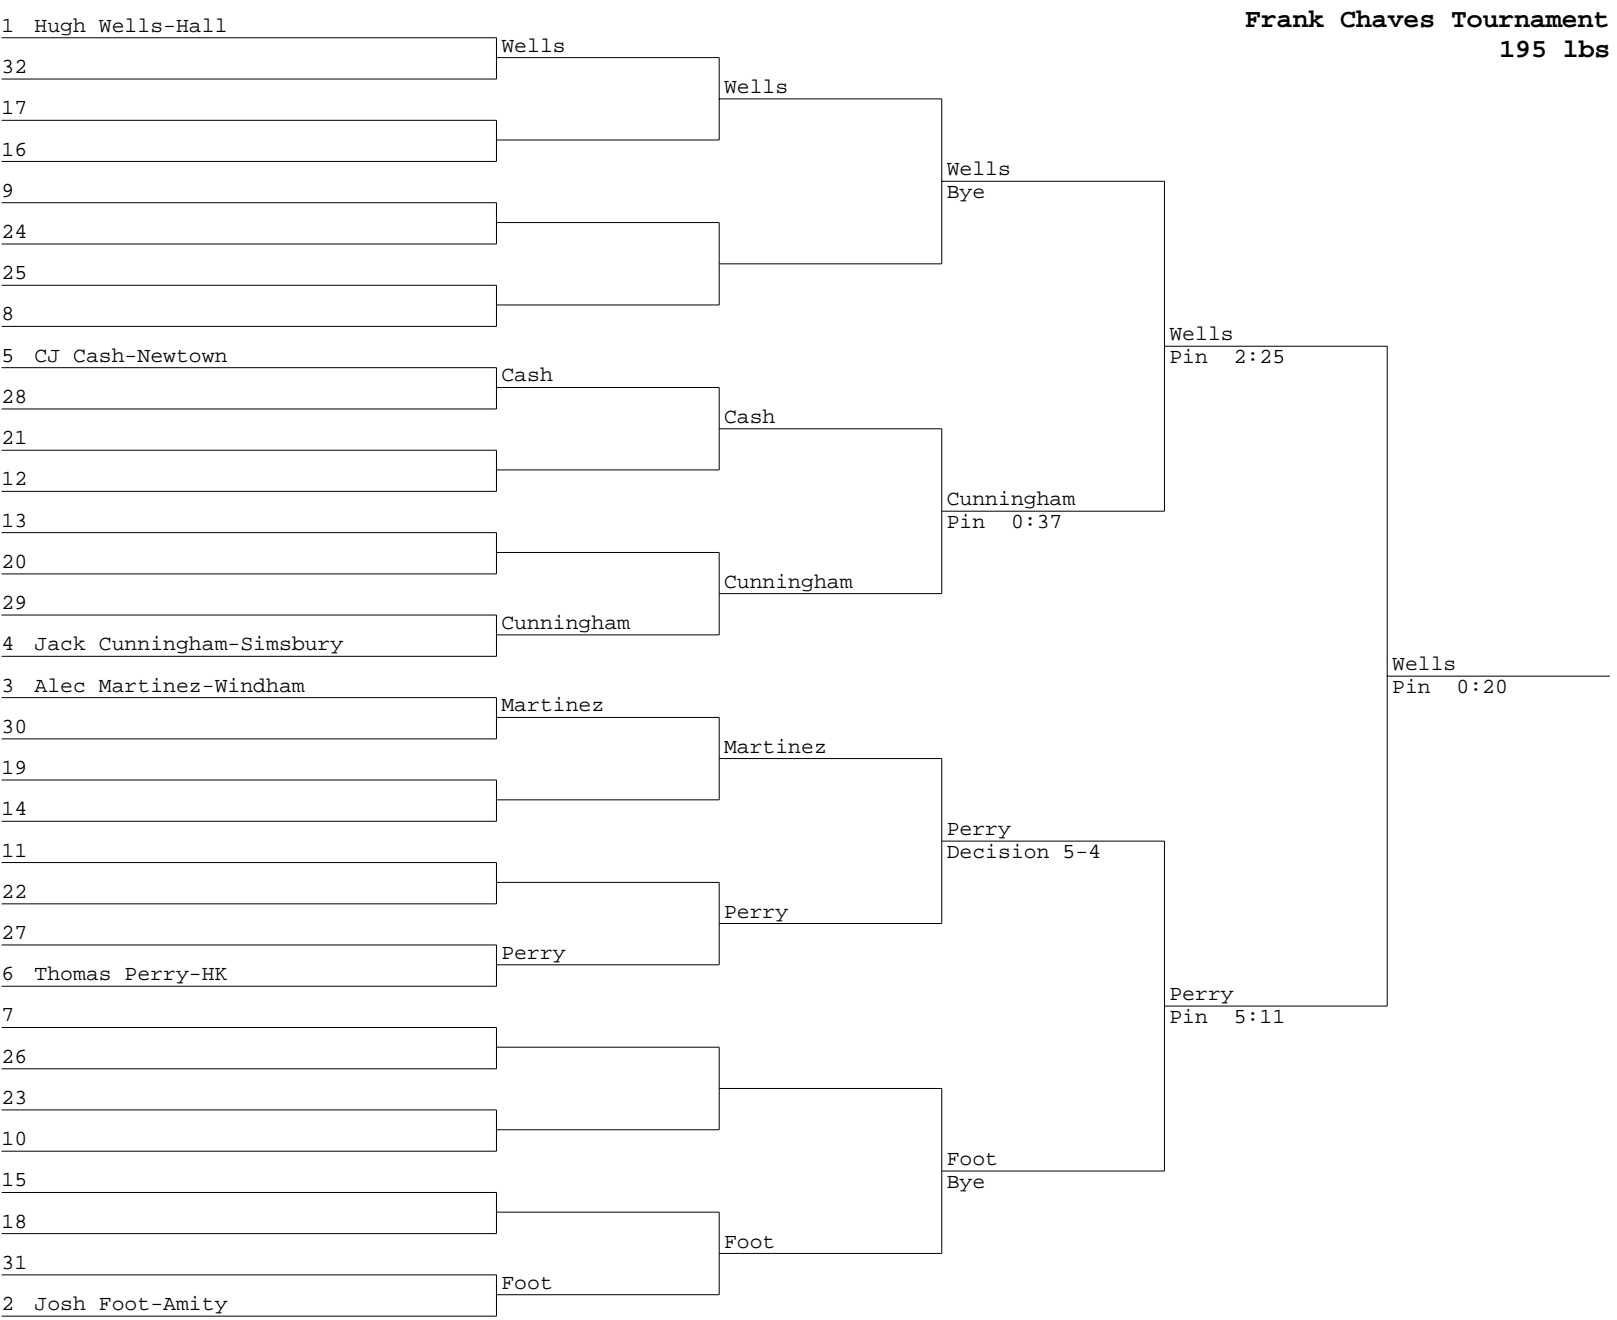 Frank Chaves Tournament
195 lbs
1 Hugh Wells-Hall
32
17
16
9
24
25
8
5 CJ Cash-Newtown
28
21
12
13
20
29
4 Jack Cunningham-Simsbury
3 Alec Martinez-Windham
30
19
14
11
22
27
6 Thomas Perry-HK
7
26
23
10
15
18
31
2 Josh Foot-Amity
Wells
Cash
Cunningham
Martinez
Perry
Foot
Wells
Cash
Cunningham
Martinez
Perry
Foot
Wells
Bye
Cunningham
Pin 0:37
Perry
Decision 5-4
Foot
Bye
Wells
Pin 2:25
Perry
Pin 5:11
Wells
Pin 0:20